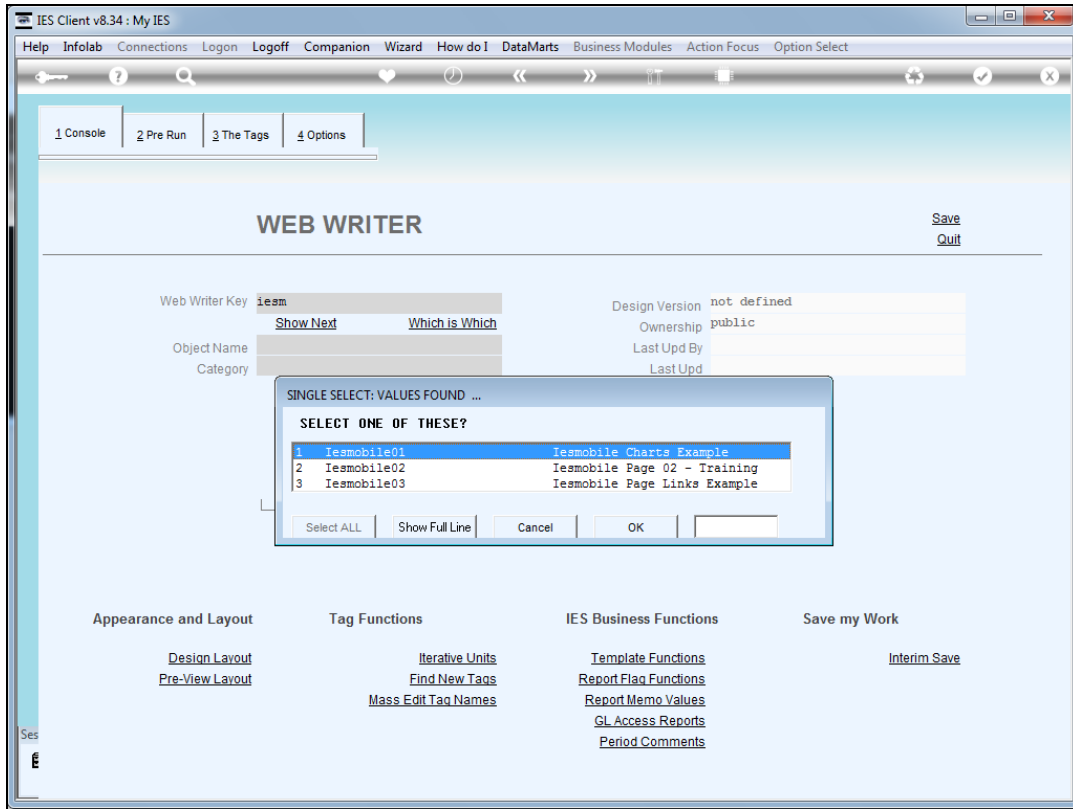 IES Client v8.34 : My IES
Help Infolab Connections Logon Logoff Companion Wizard How do I DataMarts Business Modules Action Focus Option Select
1 Console 2 Pre Run 3 The Tags 4 Options
WEB WRITER
Save
Quit
Web Writer Key iesm
Design Version not defined
Show Next Which is Which
Ownership public
Object Name
Last Upd By
Category
Last Upd
SINGLE SELECT: VALUES FOUND ...
SELECT ONE OF THESE?
1 Iesmobile01 Iesmobile Charts Example
2 Iesmobile02 Iesmobile Page 02 - Training
3 Iesmobile03 Iesmobile Page Links Example
Select ALL Show Full Line Cancel OK
Appearance and Layout Tag Functions IES Business Functions Save my Work
Design Layout Iterative Units Template Functions Interim Save
Pre-View Layout Find New Tags Report Flag Functions
Mass Edit Tag Names Report Memo Values
GL Access Reports
Period Comments
Ses